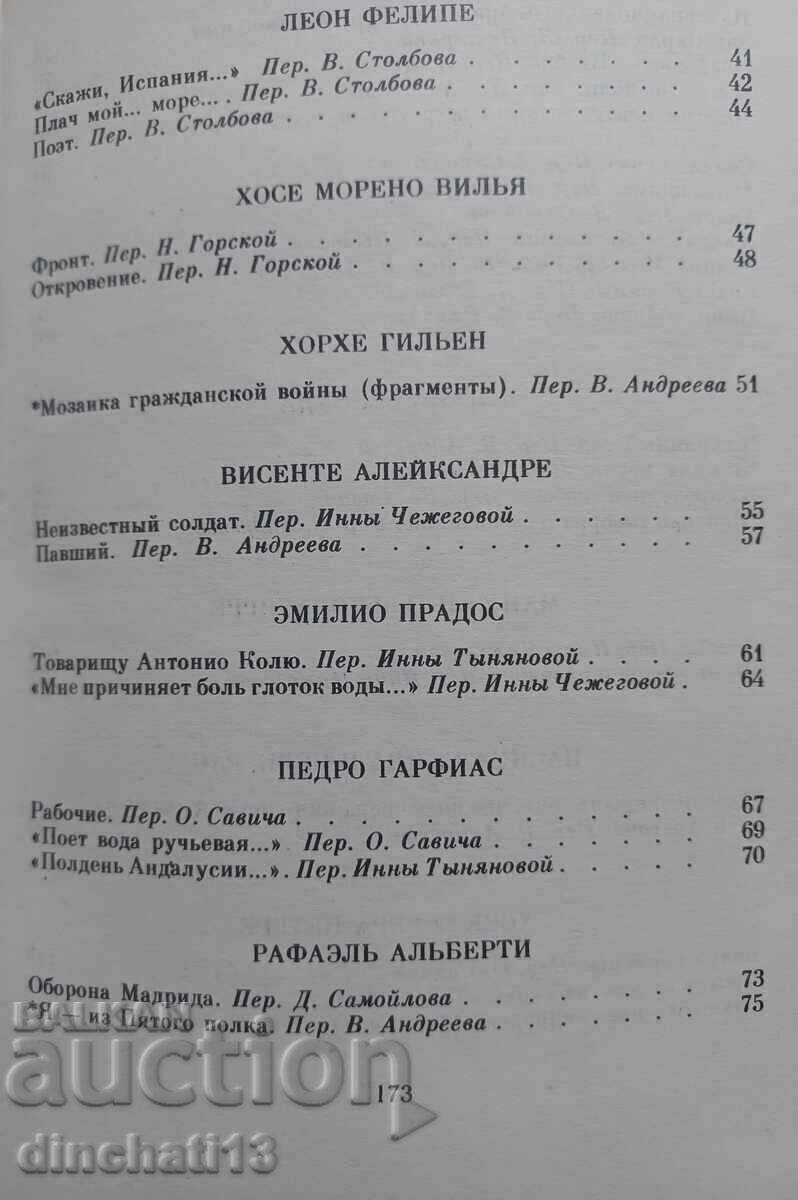 ЛЕОН ФЕЛИПЕ
«Скажи, Испания...» Пер. В. Столбова . . . . . . . 41
Плач мой... море... . Пер. В. Столбова . . . . . . . 42
Поэт. Пер. В. Столбова . . . . . . . . . . . . . 44
ХОСЕ МОРЕНО ВИЛЬЯ
Фронт. Пер. Н. Горской . . . . . . . . . . . . . 47
Откровение. Пер. Н. Горской . . . . . . . . . . . 48
ХОРХЕ ГИЛЬЕН
*Мозаика гражданской войны (фрагменты). Пер. В. Андреева 51
ВИСЕНТЕ АЛЕЙКСАНДРЕ
Неизвестный солдат. Пер. Инны Чежеговой . . . . . . 55
Павший. Пер. В. Андреева . . . . . . . . . . . 57
ЭМИЛИО ПРАДОС
Товарищу Антонио Колю. Пер. Инны Тыняновой . . . . 61
«Мне причиняет боль глоток воды...» Пер. Инны Чежеговой . 64
ПЕДРО ГАРФИАС
Рабочие. Пер. О. Савича . . . . . . . . . . . . . 67
«Поет вода ручьевая...» Пер. О. Савича . . . . . . . 69
«Полдень Андалусии...». Пер. Инны Тыняновой . . . . . 70
РАФАЭЛЬ АЛЬБЕРТИ
Оборона Мадрида. Пер. Д. Самойлова . . . . . . . . 73
*Я — из Пятого полка. Пер. В. Андреева . . . . . . . 75
173
BALKAN
auction
dinchati13